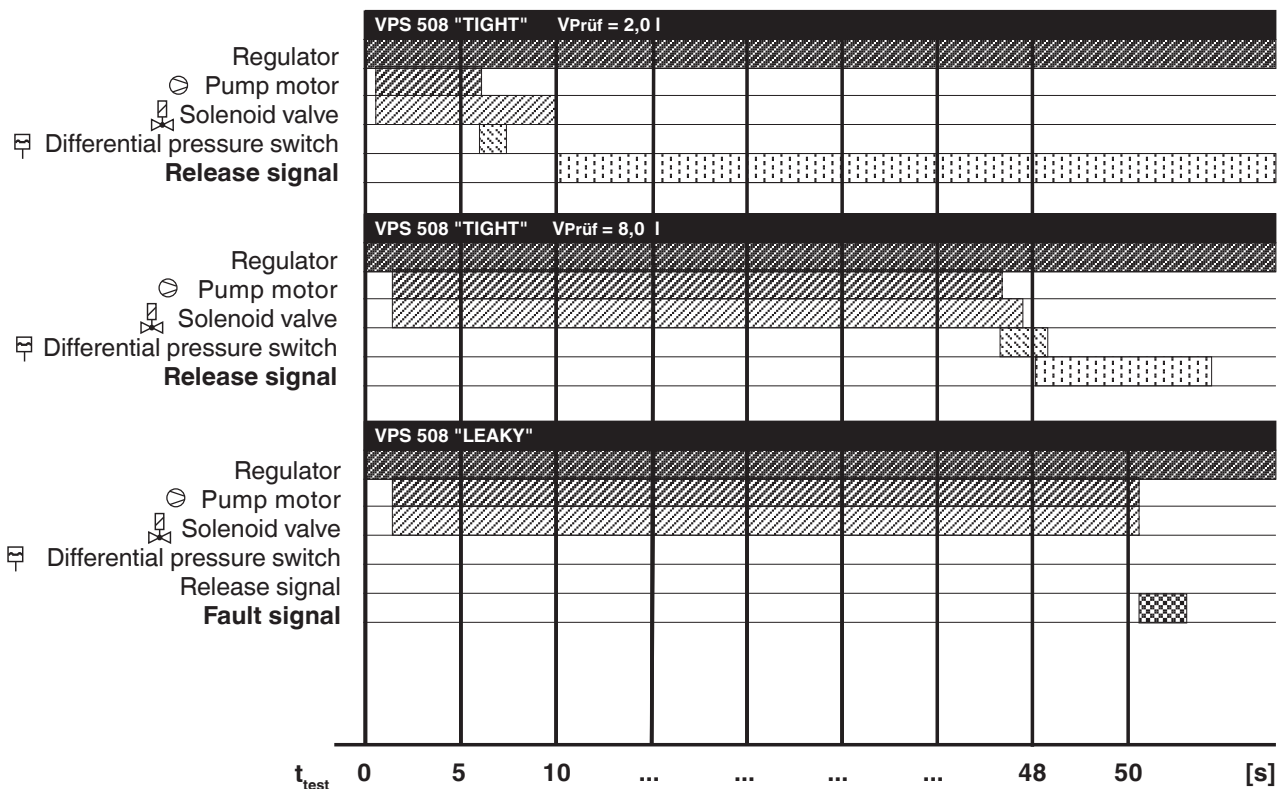 VPS 508 "TIGHT" VPrüf = 2,0 l
Regulator
Pump motor
Solenoid valve
Differential pressure switch
Release signal
VPS 508 "TIGHT" VPrüf = 8,0 l
Regulator
Pump motor
Solenoid valve
Differential pressure switch
Release signal
VPS 508 "LEAKY"
Regulator
Pump motor
Solenoid valve
Differential pressure switch
Release signal
Fault signal
ttest 0 5 10 ... ... ... ... 48 50 [s]